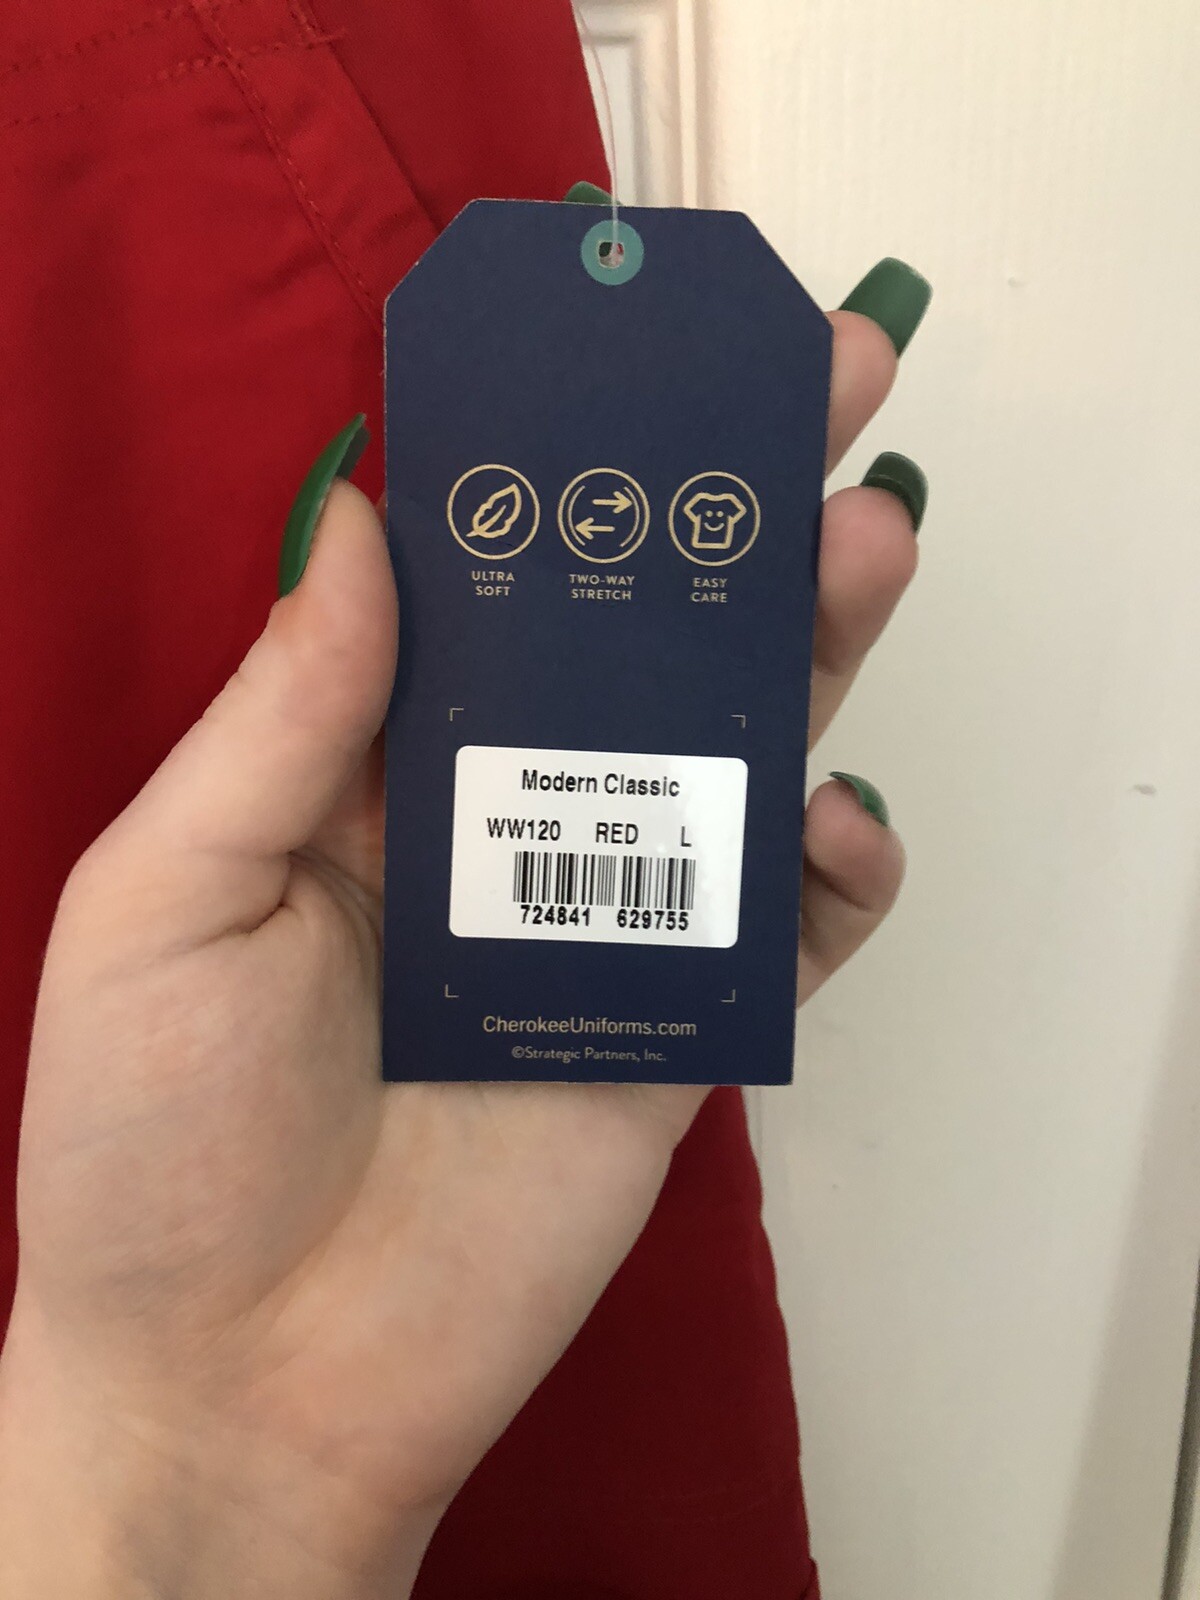 ULTRA SOFT
TWO-WAY STRETCH
EASY CARE
Modern Classic
WW120 RED L
724841 629755
CherokeeUniforms.com
©Strategic Partners, Inc.